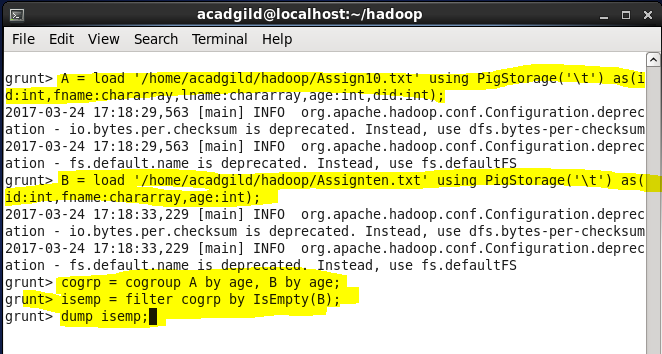 acadgild@localhost:~/hadoop
File Edit View Search Terminal Help
grunt> A = load '/home/acadgild/hadoop/Assign10.txt' using PigStorage('\t') as(i
d:int,fname:chararray,lname:chararray,age:int,did:int);
2017-03-24 17:18:29,563 [main] INFO  org.apache.hadoop.conf.Configuration.deprec
ation - io.bytes.per.checksum is deprecated. Instead, use dfs.bytes-per-checksum
2017-03-24 17:18:29,563 [main] INFO  org.apache.hadoop.conf.Configuration.deprec
ation - fs.default.name is deprecated. Instead, use fs.defaultFS
grunt> B = load '/home/acadgild/hadoop/Assignten.txt' using PigStorage('\t') as(
id:int,fname:chararray,age:int);
2017-03-24 17:18:33,229 [main] INFO  org.apache.hadoop.conf.Configuration.deprec
ation - io.bytes.per.checksum is deprecated. Instead, use dfs.bytes-per-checksum
2017-03-24 17:18:33,229 [main] INFO  org.apache.hadoop.conf.Configuration.deprec
ation - fs.default.name is deprecated. Instead, use fs.defaultFS
grunt> cogrp = cogroup A by age, B by age;
grunt> isemp = filter cogrp by IsEmpty(B);
grunt> dump isemp;